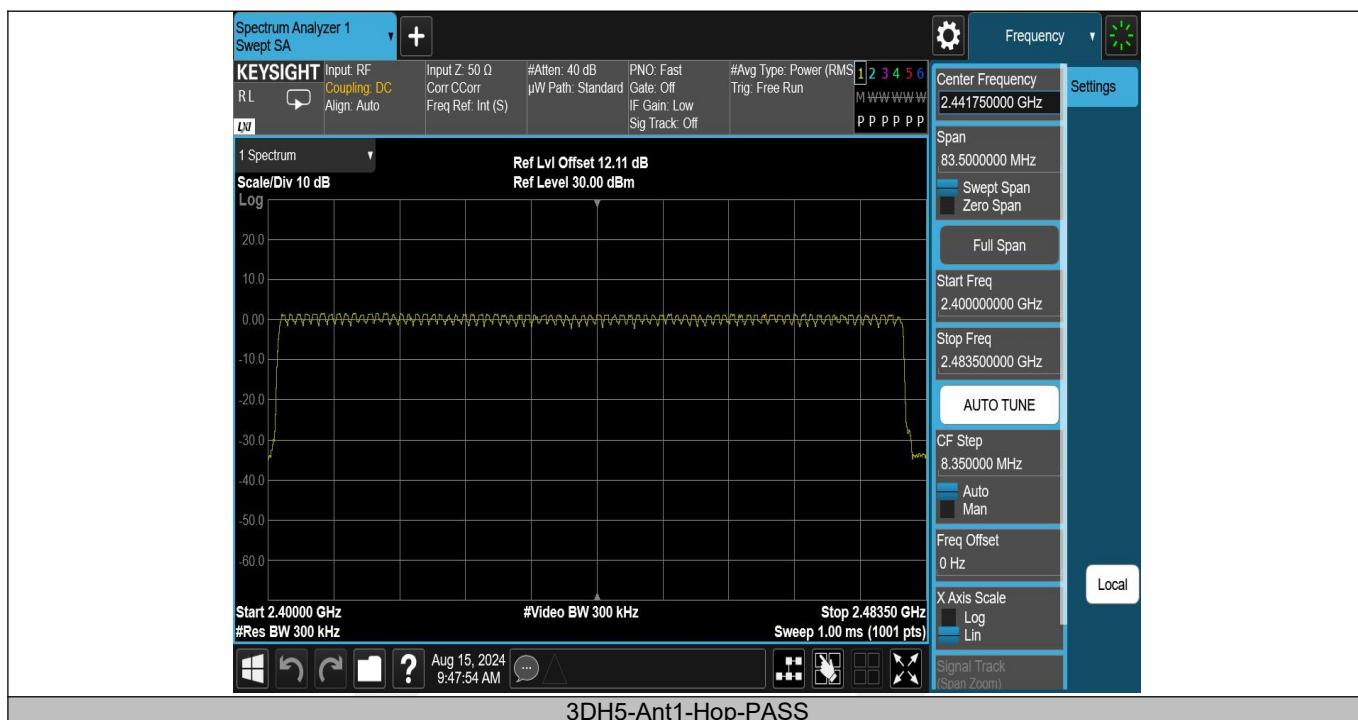 Spectrum Analyzer 1
Swept SA
Frequency
KEYSIGHT
Input: RF
Coupling: DC
Align: Auto
Input Z: 50 Ω
Corr CCorr
Freq Ref: Int (S)
#Atten: 40 dB
µW Path: Standard
PNO: Fast
Gate: Off
IF Gain: Low
Sig Track: Off
#Avg Type: Power (RMS
Trig: Free Run
1 2 3 4 5 6
M W W W W W
P P P P P P
R L
LXI
1 Spectrum
Ref Lvl Offset 12.11 dB
Scale/Div 10 dB
Ref Level 30.00 dBm
Log
20.0
10.0
0.00
-10.0
-20.0
-30.0
-40.0
-50.0
-60.0
Start 2.40000 GHz
#Video BW 300 kHz
Stop 2.48350 GHz
#Res BW 300 kHz
Sweep 1.00 ms (1001 pts)
Center Frequency
2.441750000 GHz
Settings
Span
83.5000000 MHz
Swept Span
Zero Span
Full Span
Start Freq
2.400000000 GHz
Stop Freq
2.483500000 GHz
AUTO TUNE
CF Step
8.350000 MHz
Auto
Man
Freq Offset
0 Hz
Local
X Axis Scale
Log
Lin
Signal Track
(Span Zoom)
?
Aug 15, 2024
9:47:54 AM
3DH5-Ant1-Hop-PASS